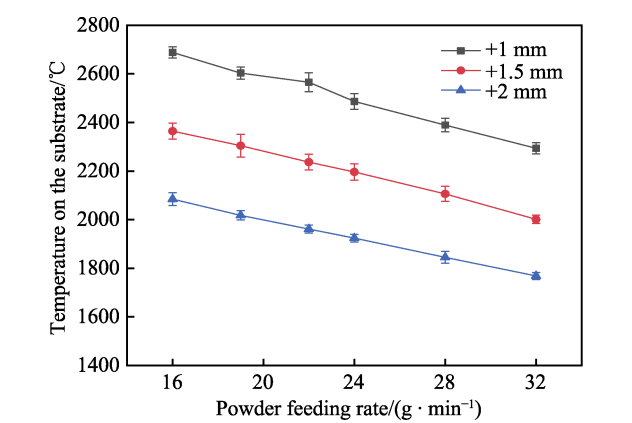 2800
2600
2400
2200
2000
1800
1600
1400
Temperature on the substrate/℃
+1 mm
+1.5 mm
+2 mm
16 20 24 28 32
Powder feeding rate/(g · min⁻¹)